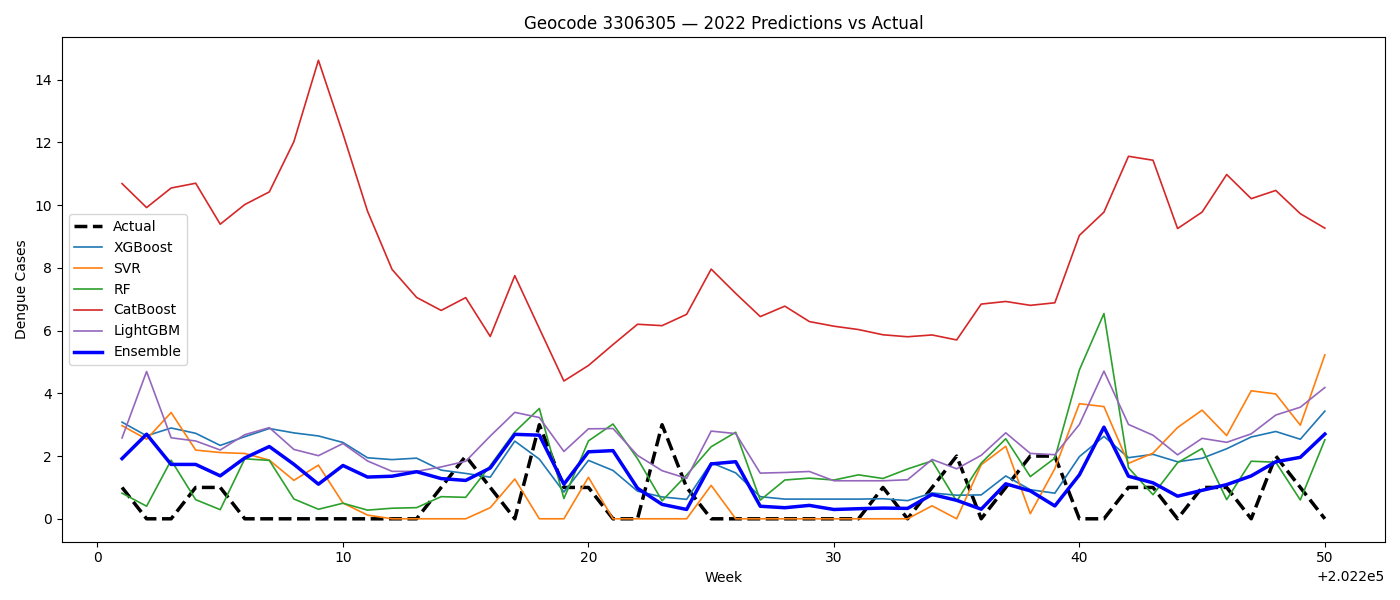 Geocode 3306305 — 2022 Predictions vs Actual
Dengue Cases
14
12
10
8
6
4
2
0
Actual
XGBoost
SVR
RF
CatBoost
LightGBM
Ensemble
0 10 20 30 40 50
Week
+2.022e5